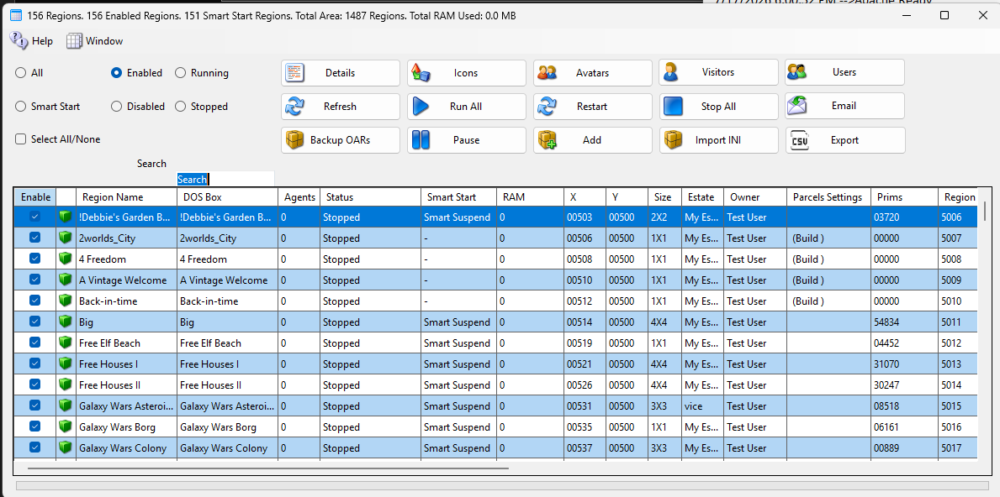 7/17/2026 6:00:52 PM -->Apache Ready
156 Regions. 156 Enabled Regions. 151 Smart Start Regions. Total Area: 1487 Regions. Total RAM Used: 0.0 MB
Help Window
All Enabled Running Details Icons Avatars Visitors Users
Smart Start Disabled Stopped Refresh Run All Restart Stop All Email
Select All/None Backup OARs Pause Add Import INI CSV Export
Search
Search
Enable Region Name DOS Box Agents Status Smart Start RAM X Y Size Estate Owner Parcels Settings Prims Region
!Debbie's Garden B... !Debbie's Garden B... 0 Stopped Smart Suspend 0 00503 00500 2X2 My Es... Test User 03720 5006
2worlds_City 2worlds_City 0 Stopped - 0 00506 00500 1X1 My Es... Test User (Build ) 00000 5007
4 Freedom 4 Freedom 0 Stopped - 0 00508 00500 1X1 My Es... Test User (Build ) 00000 5008
A Vintage Welcome A Vintage Welcome 0 Stopped - 0 00510 00500 1X1 My Es... Test User (Build ) 00000 5009
Back-in-time Back-in-time 0 Stopped - 0 00512 00500 1X1 My Es... Test User (Build ) 00000 5010
Big Big 0 Stopped Smart Suspend 0 00514 00500 4X4 My Es... Test User 54834 5011
Free Elf Beach Free Elf Beach 0 Stopped Smart Suspend 0 00519 00500 1X1 My Es... Test User 04452 5012
Free Houses I Free Houses I 0 Stopped Smart Suspend 0 00521 00500 4X4 My Es... Test User 31070 5013
Free Houses II Free Houses II 0 Stopped Smart Suspend 0 00526 00500 4X4 My Es... Test User 30247 5014
Galaxy Wars Asteroi... Galaxy Wars Asteroi... 0 Stopped Smart Suspend 0 00531 00500 3X3 vice Test User 08518 5015
Galaxy Wars Borg Galaxy Wars Borg 0 Stopped Smart Suspend 0 00535 00500 1X1 My Es... Test User 06161 5016
Galaxy Wars Colony Galaxy Wars Colony 0 Stopped Smart Suspend 0 00537 00500 3X3 My Es... Test User 00889 5017